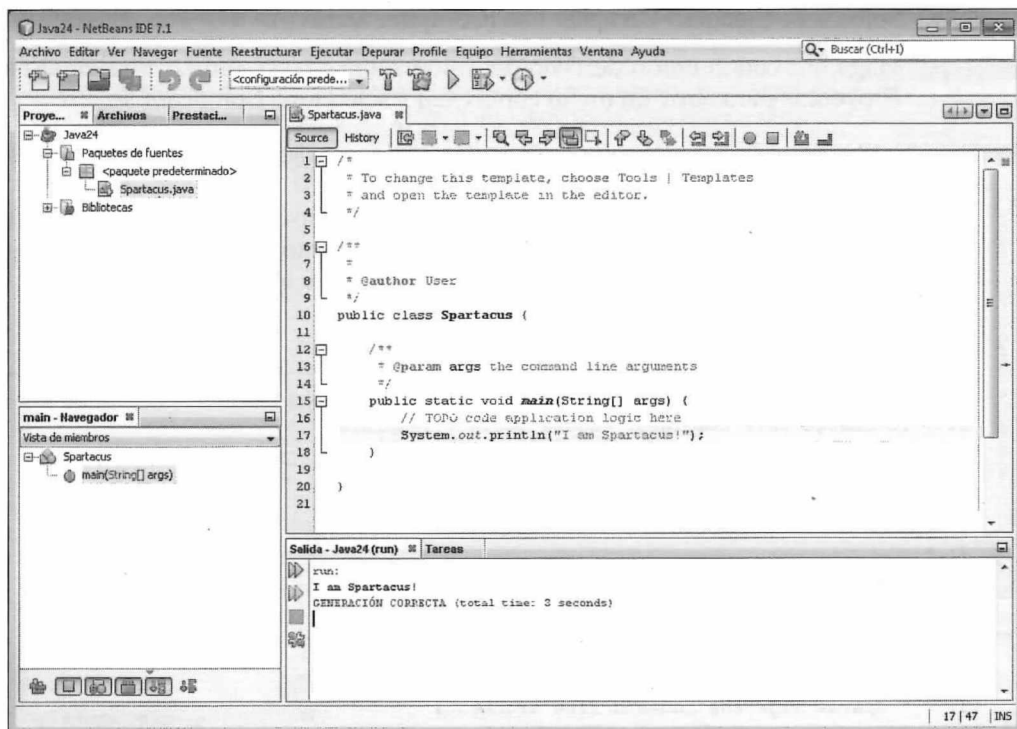 Java24 - NetBeans IDE 7.1
Archivo Editar Ver Navegar Fuente Reestructurar Ejecutar Depurar Profile Equipo Herramientas Ventana Ayuda
Buscar (Ctrl+I)
<configuración prede...
Proye... Archivos Prestaci...
Java24
Paquetes de fuentes
<paquete predeterminado>
Spartacus.java
Bibliotecas
main - Navegador
Vista de miembros
Spartacus
main(String[] args)
Spartacus.java
Source History
1 /*
2 * To change this template, choose Tools | Templates
3 * and open the template in the editor.
4 */
5
6 /**
7 *
8 * @author User
9 */
10 public class Spartacus {
11
12 /**
13 * @param args the command line arguments
14 */
15 public static void main(String[] args) {
16 // TODO code application logic here
17 System.out.println("I am Spartacus!");
18 }
19
20 }
21
Salida - Java24 (run) Tareas
run:
I am Spartacus!
GENERACIÓN CORRECTA (total time: 3 seconds)
17 | 47 INS